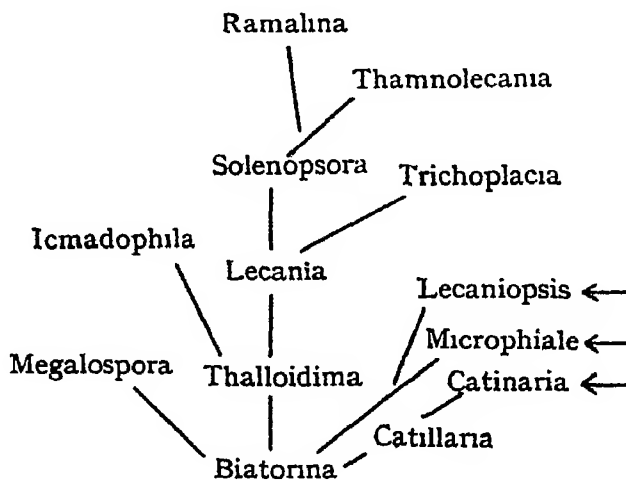 Ramalina
Thamnolecania
Solenopsora
Trichoplacia
Icmadophila
Lecania
Lecaniopsis
Microphiale
Megalospora
Thalloidima
Catinaria
Catillaria
Biatorina